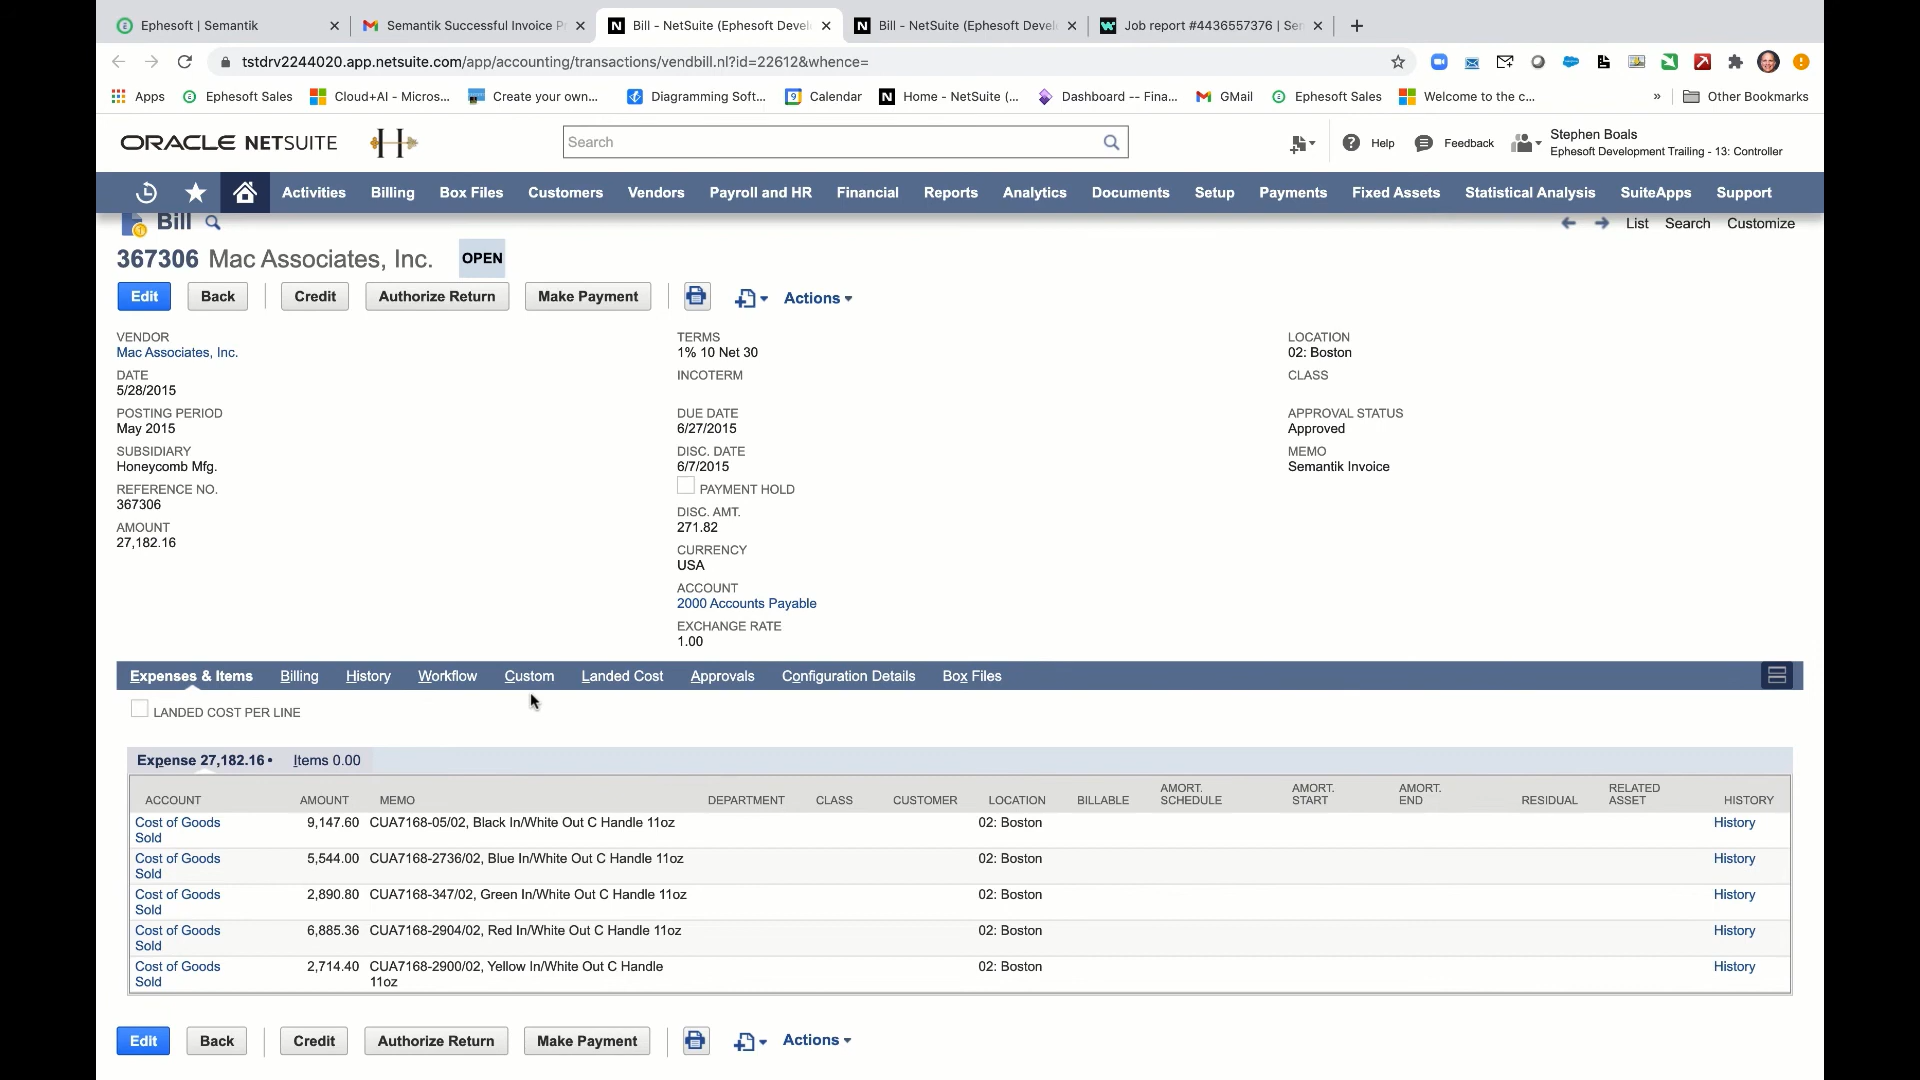 Ephesoft | Semantik
Semantik Successful Invoice P
Bill - NetSuite (Ephesoft Devel
Bill - NetSuite (Ephesoft Devel
Job report #4436557376 | Se
tstdrv2244020.app.netsuite.com/app/accounting/transactions/vendbill.nl?id=22612&whence=
Apps
Ephesoft Sales
Cloud+AI - Micros...
Create your own...
Diagramming Soft...
Calendar
Home - NetSuite (...
Dashboard -- Fina...
GMail
Ephesoft Sales
Welcome to the c...
»
Other Bookmarks
ORACLE NETSUITE
H
Search
Help
Feedback
Stephen Boals
Ephesoft Development Trailing - 13: Controller
Activities Billing Box Files Customers Vendors Payroll and HR Financial Reports Analytics Documents Setup Payments Fixed Assets Statistical Analysis SuiteApps Support
Bill
List Search Customize
367306 Mac Associates, Inc. OPEN
Edit Back Credit Authorize Return Make Payment Actions
VENDOR
Mac Associates, Inc.
DATE
5/28/2015
POSTING PERIOD
May 2015
SUBSIDIARY
Honeycomb Mfg.
REFERENCE NO.
367306
AMOUNT
27,182.16
TERMS
1% 10 Net 30
INCOTERM
DUE DATE
6/27/2015
DISC. DATE
6/7/2015
PAYMENT HOLD
DISC. AMT.
271.82
CURRENCY
USA
ACCOUNT
2000 Accounts Payable
EXCHANGE RATE
1.00
LOCATION
02: Boston
CLASS
APPROVAL STATUS
Approved
MEMO
Semantik Invoice
Expenses & Items Billing History Workflow Custom Landed Cost Approvals Configuration Details Box Files
LANDED COST PER LINE
Expense 27,182.16 • Items 0.00
ACCOUNT AMOUNT MEMO DEPARTMENT CLASS CUSTOMER LOCATION BILLABLE AMORT. SCHEDULE AMORT. START AMORT. END RESIDUAL RELATED ASSET HISTORY
Cost of Goods Sold 9,147.60 CUA7168-05/02, Black In/White Out C Handle 11oz 02: Boston History
Cost of Goods Sold 5,544.00 CUA7168-2736/02, Blue In/White Out C Handle 11oz 02: Boston History
Cost of Goods Sold 2,890.80 CUA7168-347/02, Green In/White Out C Handle 11oz 02: Boston History
Cost of Goods Sold 6,885.36 CUA7168-2904/02, Red In/White Out C Handle 11oz 02: Boston History
Cost of Goods Sold 2,714.40 CUA7168-2900/02, Yellow In/White Out C Handle 11oz 02: Boston History
Edit Back Credit Authorize Return Make Payment Actions